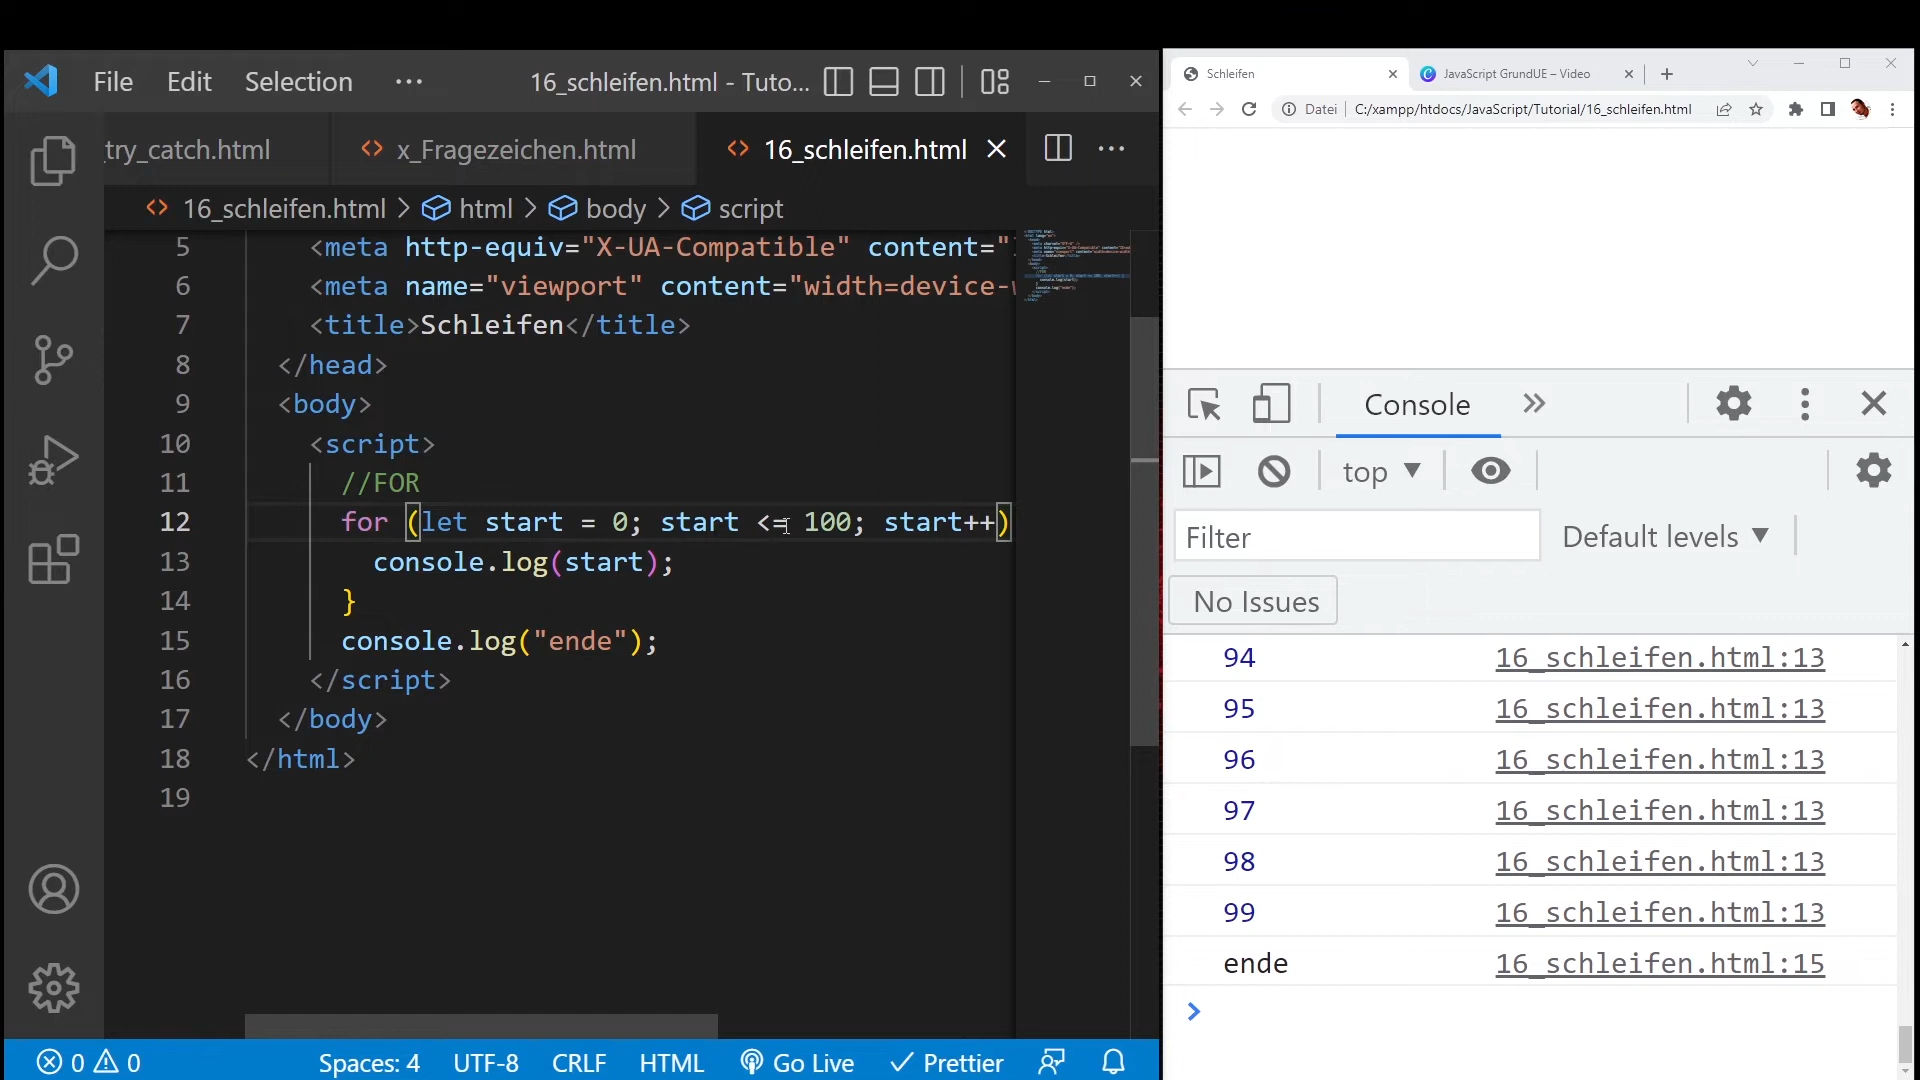 File Edit Selection ··· 16_schleifen.html - Tuto...
_try_catch.html x_Fragezeichen.html 16_schleifen.html ···
16_schleifen.html > html > body > script
5 <meta http-equiv="X-UA-Compatible" content="
6 <meta name="viewport" content="width=device-
7 <title>Schleifen</title>
8 </head>
9 <body>
10 <script>
11 //FOR
12 for (let start = 0; start <= 100; start++)
13 console.log(start);
14 }
15 console.log("ende");
16 </script>
17 </body>
18 </html>
19
0 0 Spaces: 4 UTF-8 CRLF HTML Go Live Prettier
Schleifen JavaScript GrundUE – Video
Datei C:/xampp/htdocs/JavaScript/Tutorial/16_schleifen.html
Console
top
Filter Default levels
No Issues
94 16_schleifen.html:13
95 16_schleifen.html:13
96 16_schleifen.html:13
97 16_schleifen.html:13
98 16_schleifen.html:13
99 16_schleifen.html:13
ende 16_schleifen.html:15